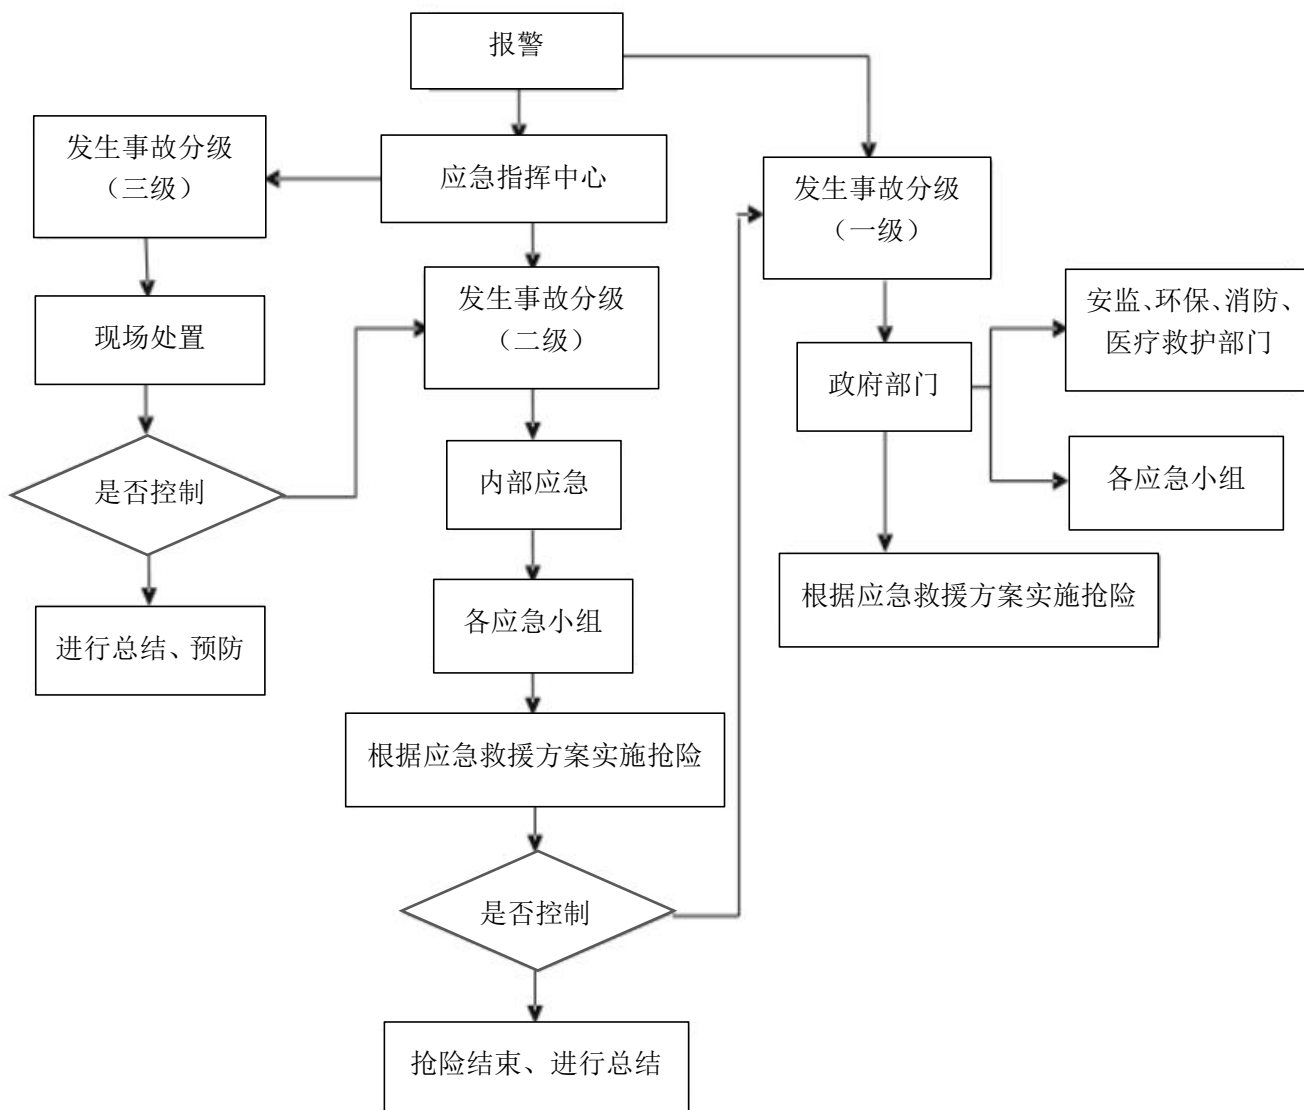 报警
发生事故分级
（三级）
应急指挥中心
发生事故分级
（一级）
现场处置
发生事故分级
（二级）
安监、环保、消防、
医疗救护部门
政府部门
是否控制
内部应急
各应急小组
进行总结、预防
各应急小组
根据应急救援方案实施抢险
根据应急救援方案实施抢险
是否控制
抢险结束、进行总结